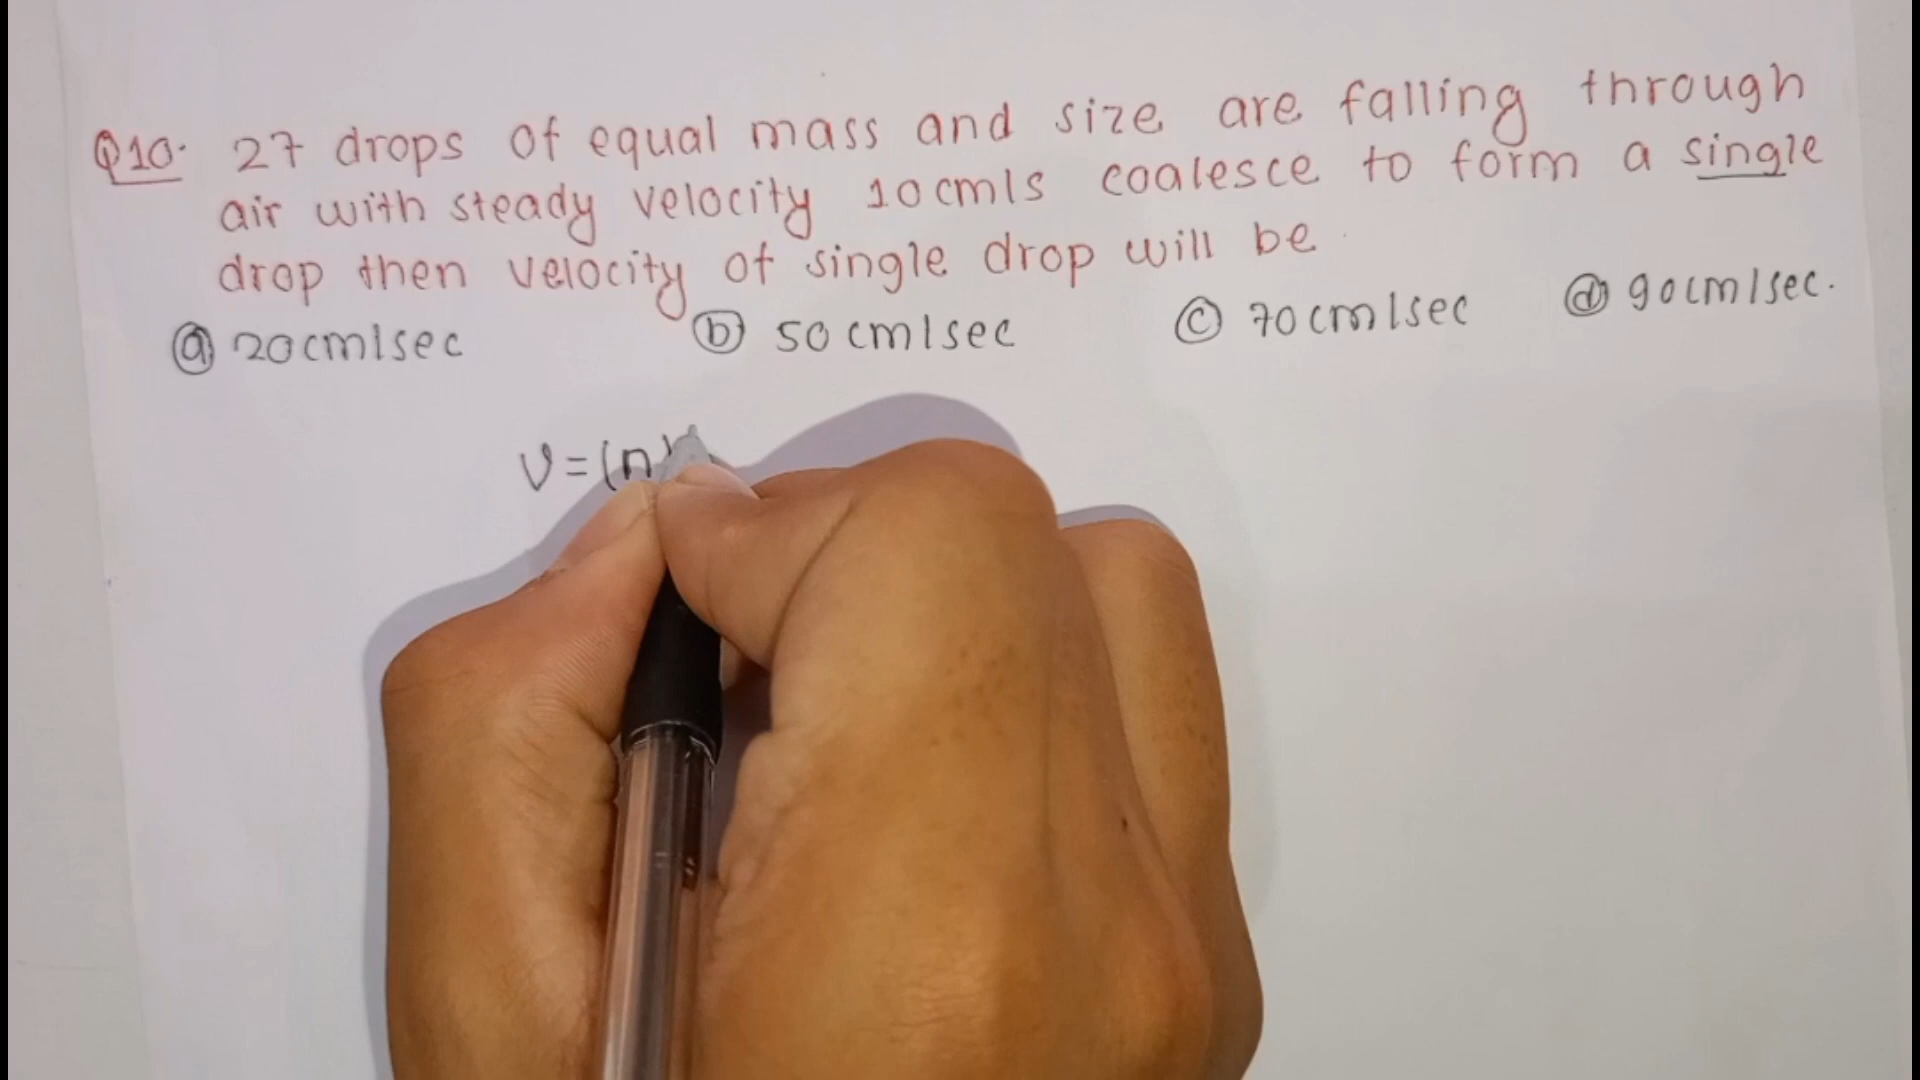 Q10. 27 drops of equal mass and size are falling through
air with steady velocity 10cm/s coalesce to form a single
drop then velocity of single drop will be
(a) 20cm/sec (b) 50 cm/sec (c) 70cm/sec (d) 90cm/sec.
V=(n)